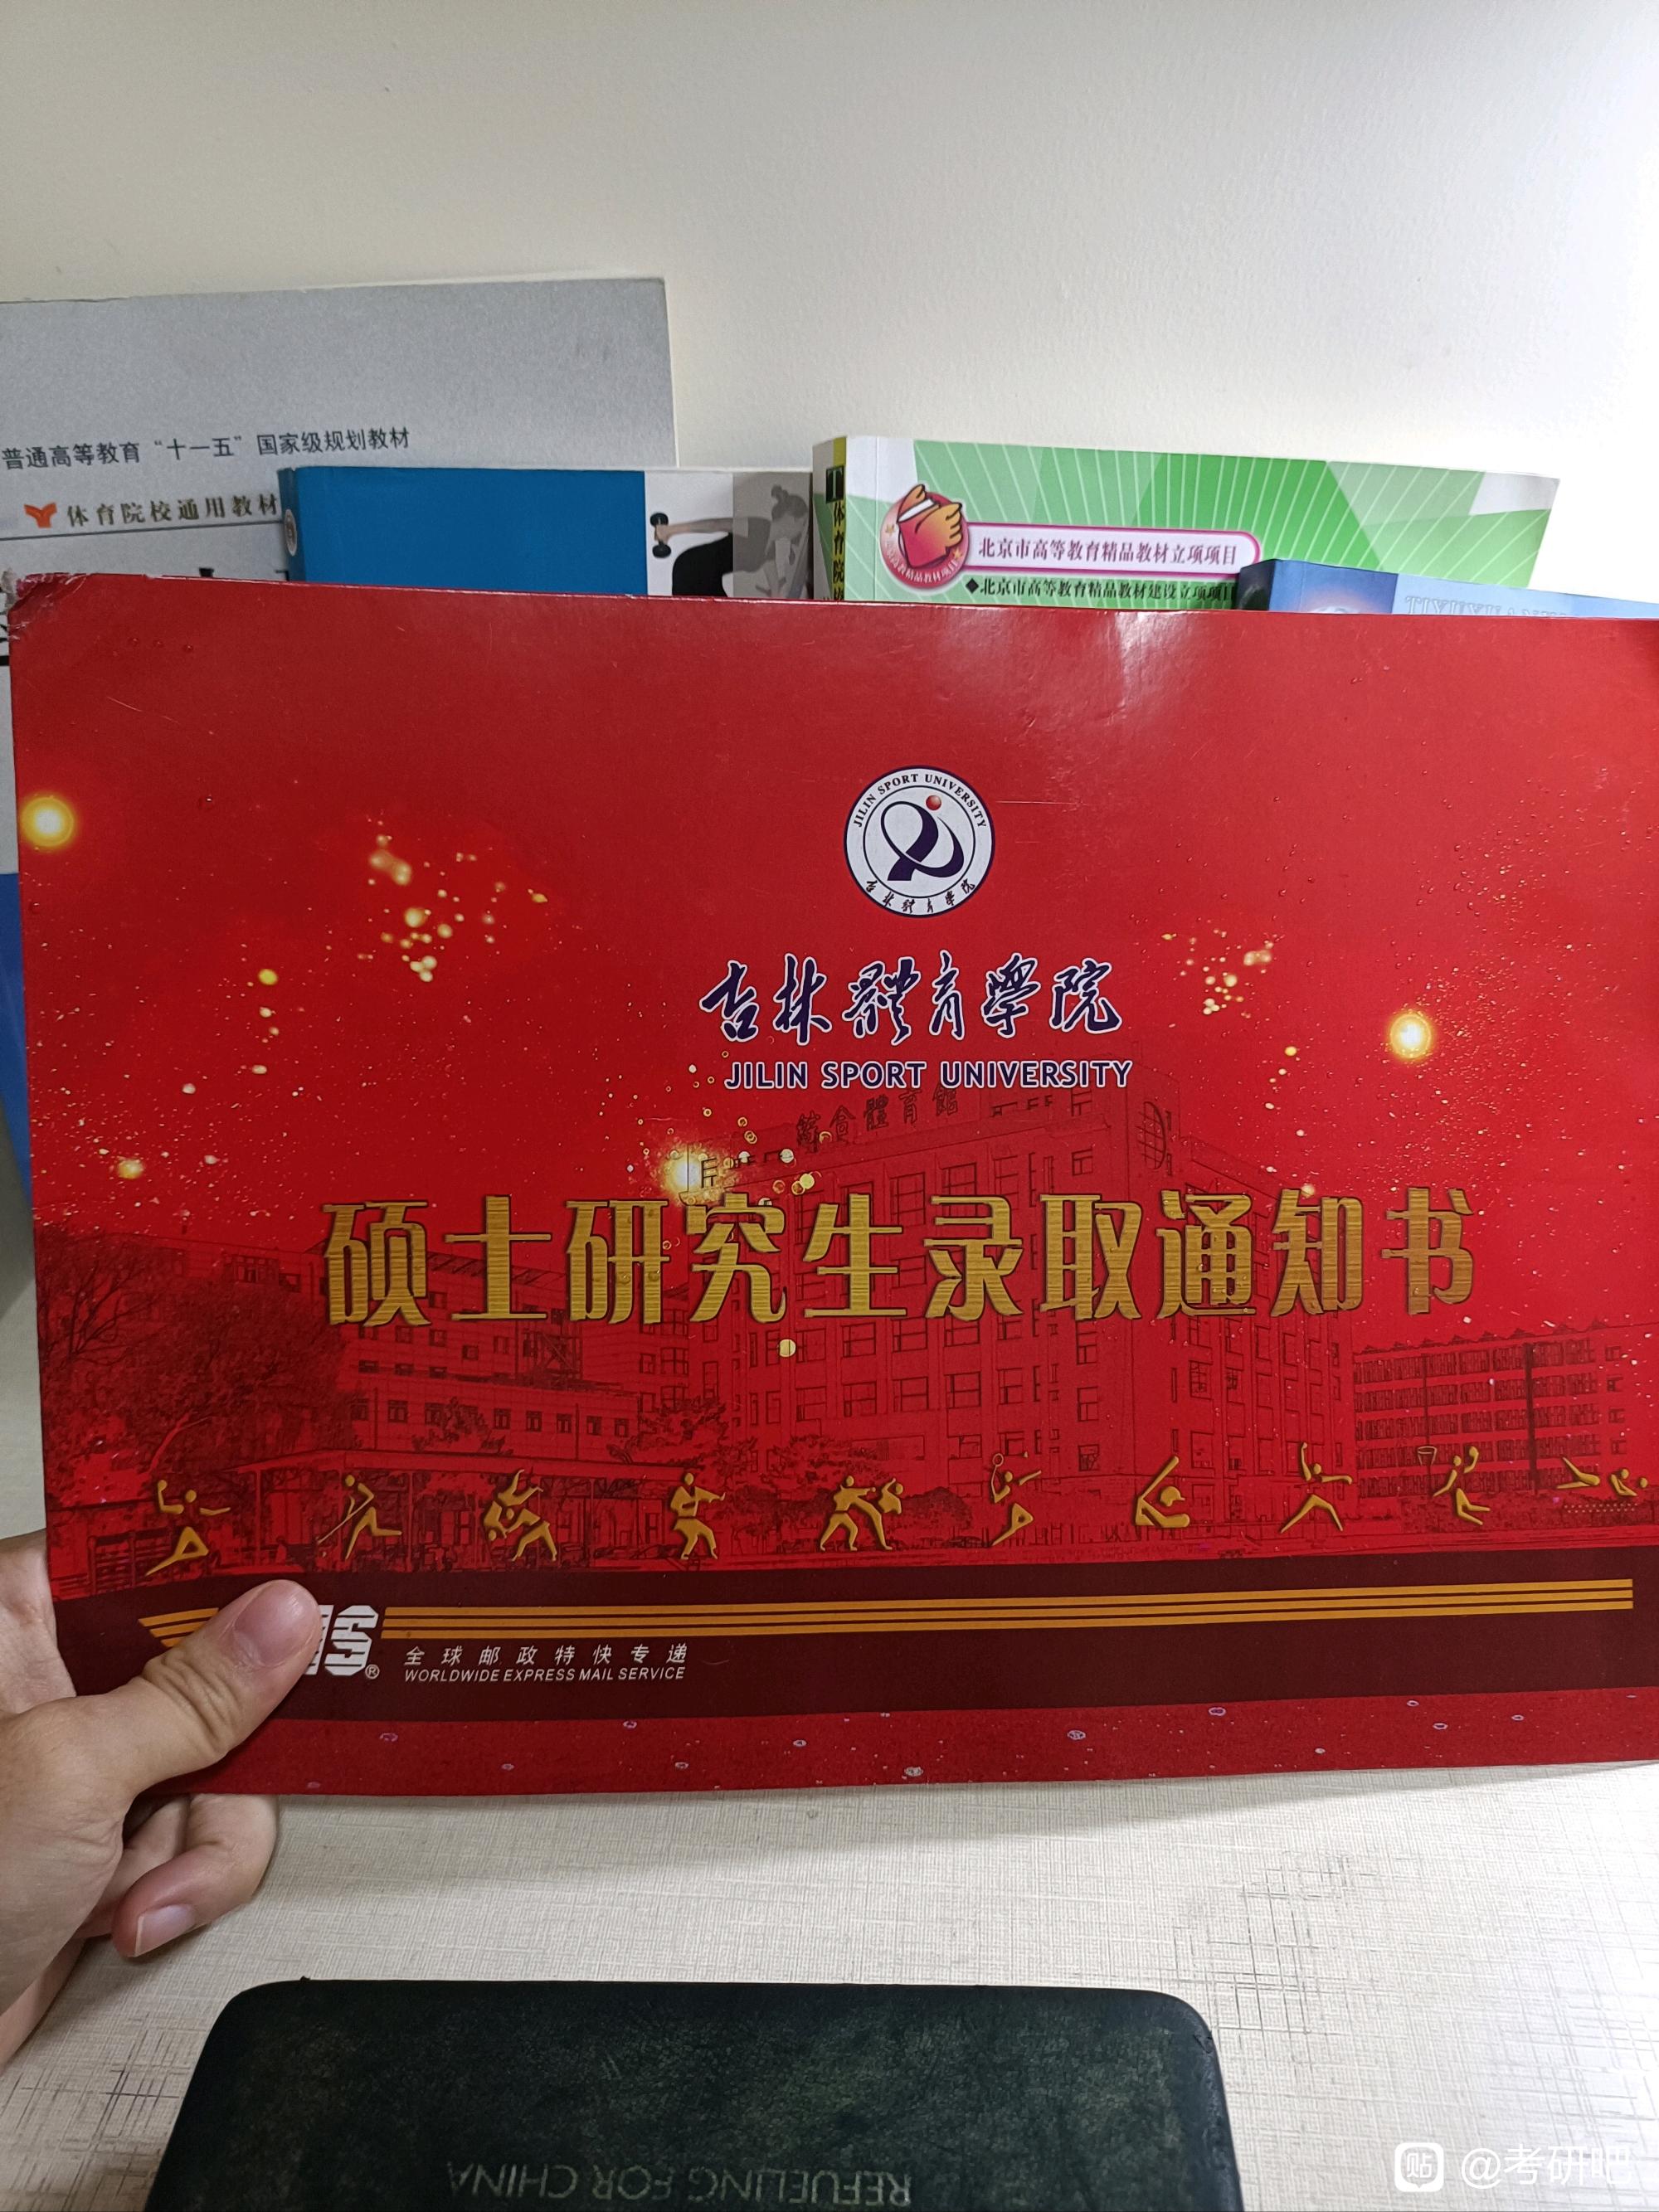 普通高等教育“十一五”国家级规划教材
体育院校通用教材
北京市高等教育精品教材立项项目
◆北京市高等教育精品教材建设立项项目
体育院
JILIN SPORT UNIVERSITY
吉林體育學院
吉林體育學院
JILIN SPORT UNIVERSITY
綜合體育館
硕士研究生录取通知书
全球邮政特快专递
WORLDWIDE EXPRESS MAIL SERVICE
REFUELING FOR CHINA
贴 @考研吧